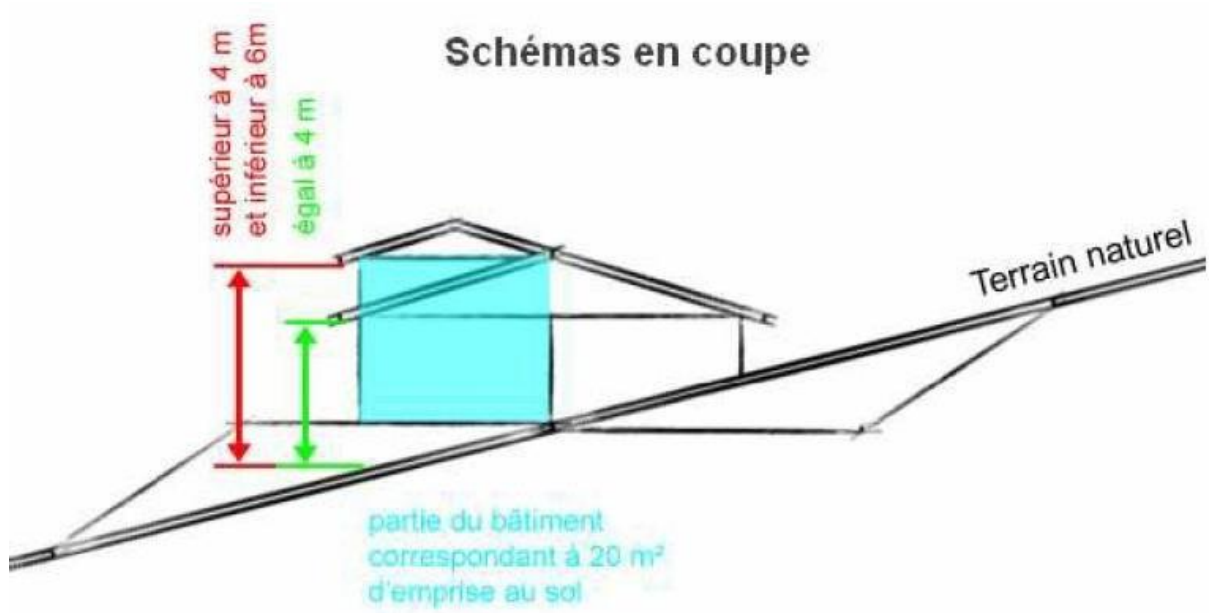 Schémas en coupe
supérieur à 4 m
et inférieur à 6m
égal à 4 m
Terrain naturel
partie du bâtiment
correspondant à 20 m²
d'emprise au sol